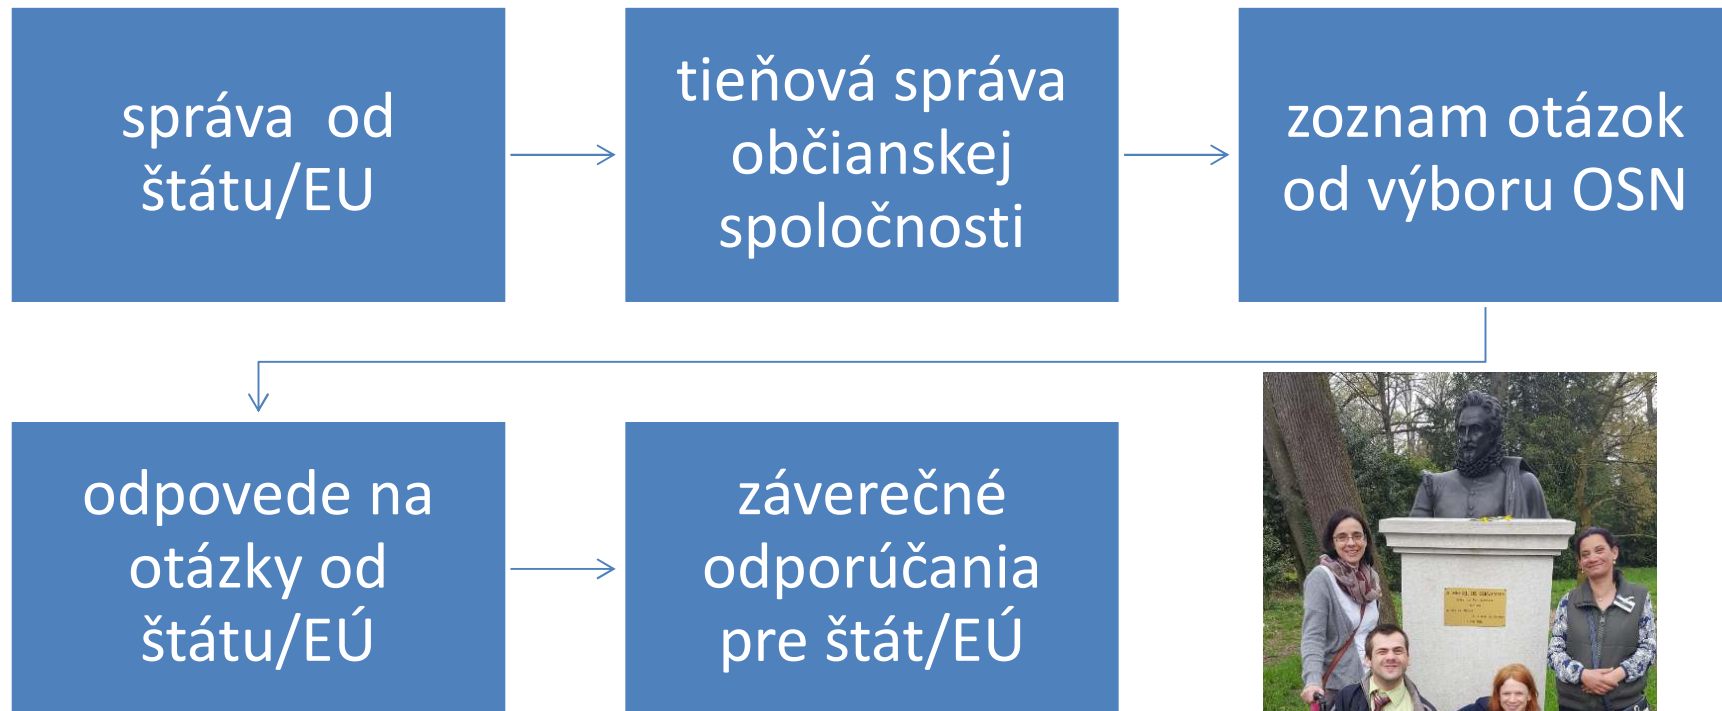 správa od
štátu/EU
tieňová správa
občianskej
spoločnosti
zoznam otázok
od výboru OSN
odpovede na
otázky od
štátu/EÚ
záverečné
odporúčania
pre štát/EÚ